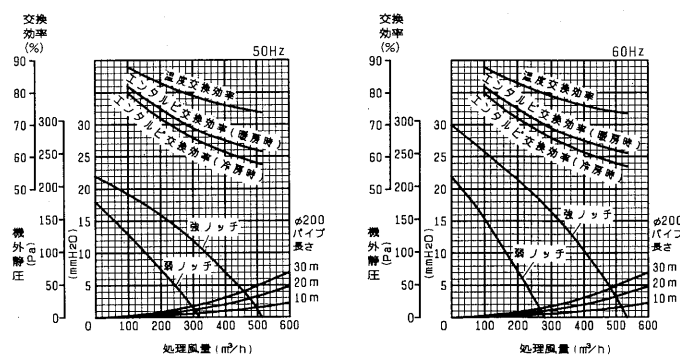 交換
効率
(%)
50Hz
90
80
70
60
50
300
250
200
150
100
50
0
30
25
20
15
10
5
機外静圧
(Pa)
(mmH2O)
温度交換効率
エンタルピ交換効率(暖房時)
エンタルピ交換効率(冷房時)
強ノッチ
弱ノッチ
φ200
パイプ
長さ
30m
20m
10m
0 100 200 300 400 500 600
処理風量 (m³/h)
交換
効率
(%)
60Hz
90
80
70
60
50
300
250
200
150
100
50
0
30
25
20
15
10
5
機外静圧
(Pa)
(mmH2O)
温度交換効率
エンタルピ交換効率(暖房時)
エンタルピ交換効率(冷房時)
強ノッチ
弱ノッチ
φ200
パイプ
長さ
30m
20m
10m
0 100 200 300 400 500 600
処理風量 (m³/h)